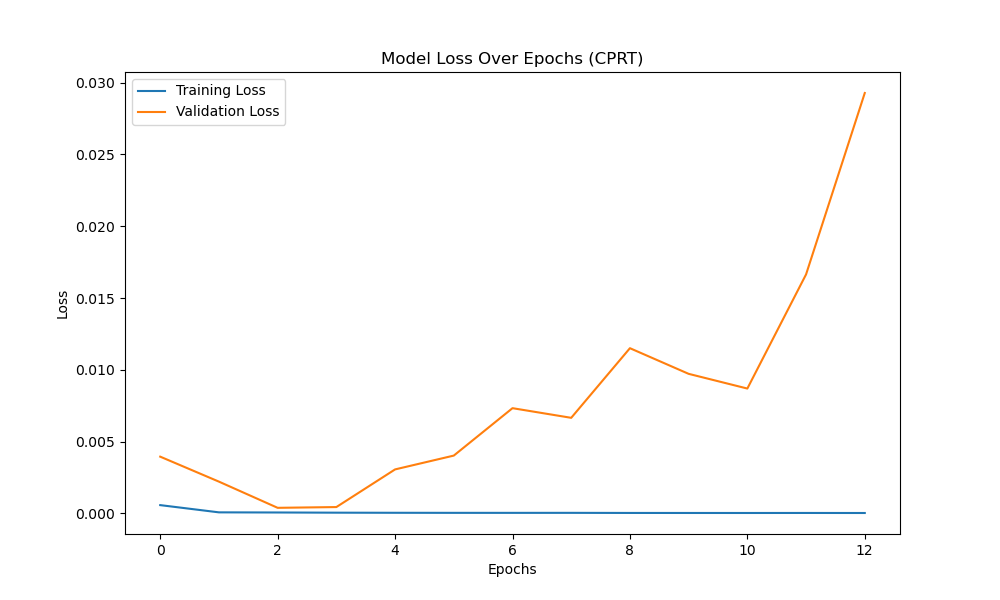 Model Loss Over Epochs (CPRT)
Training Loss
Validation Loss
0.030
0.025
0.020
0.015
0.010
0.005
0.000
Loss
0 2 4 6 8 10 12
Epochs